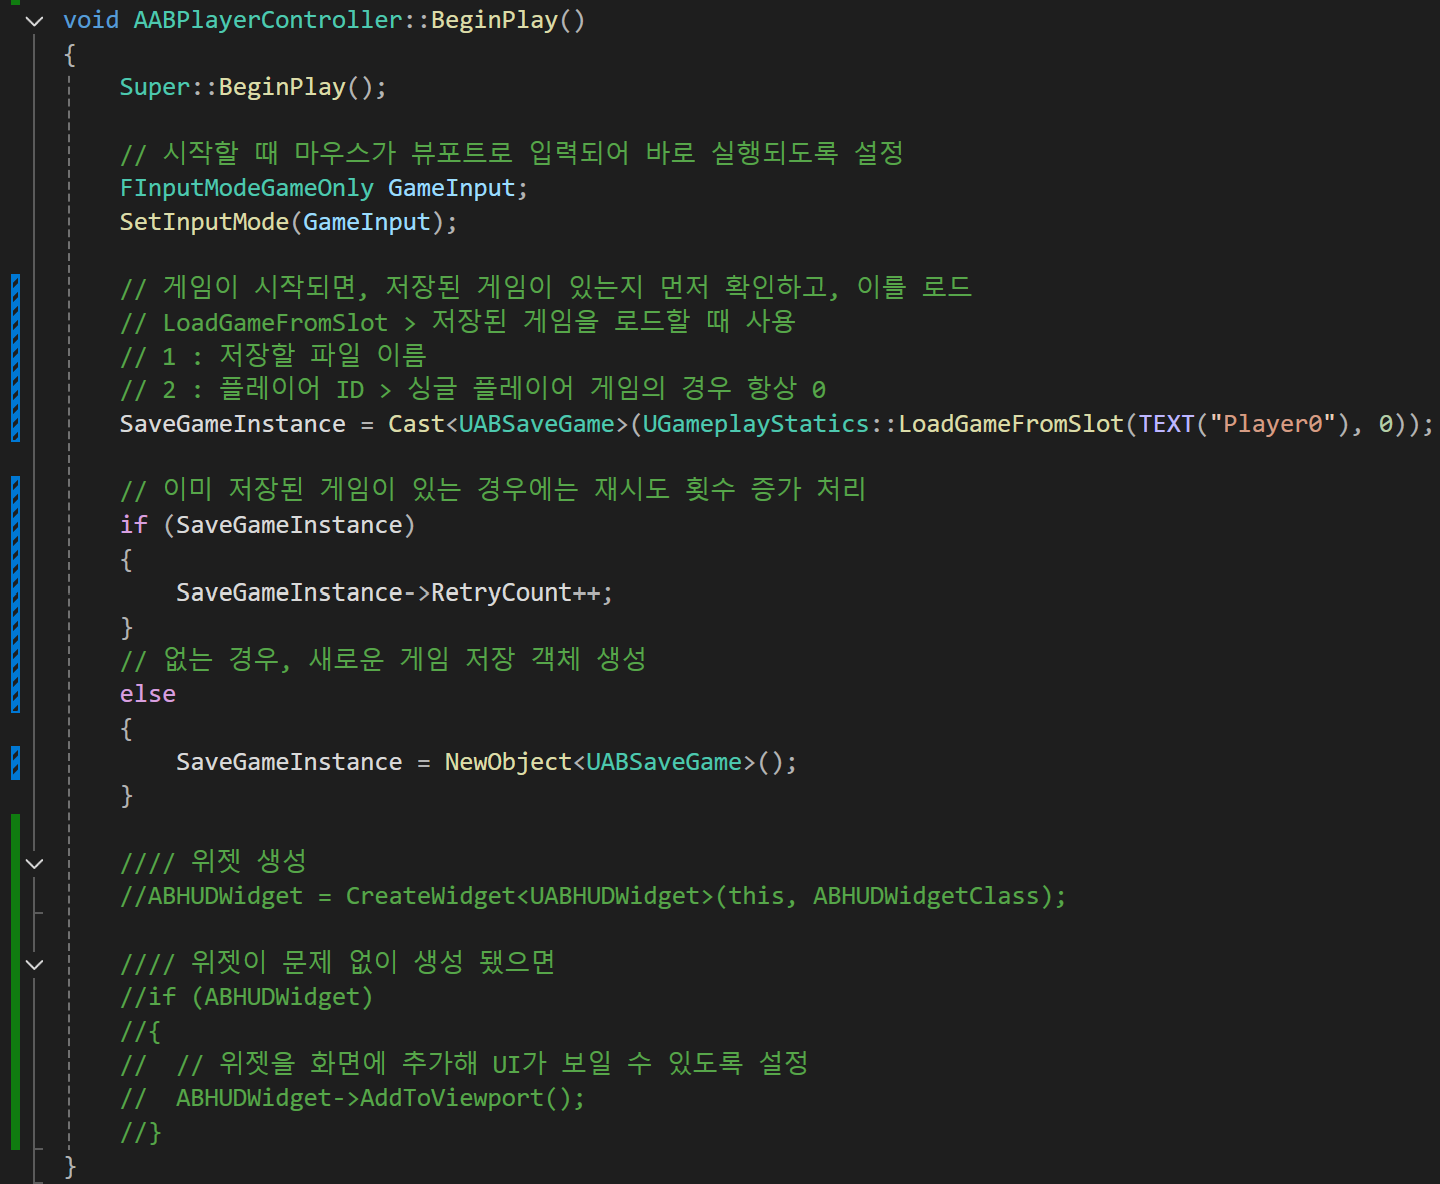 void AABPlayerController::BeginPlay()
{
    Super::BeginPlay();

    // 시작할 때 마우스가 뷰포트로 입력되어 바로 실행되도록 설정
    FInputModeGameOnly GameInput;
    SetInputMode(GameInput);

    // 게임이 시작되면, 저장된 게임이 있는지 먼저 확인하고, 이를 로드
    // LoadGameFromSlot > 저장된 게임을 로드할 때 사용
    // 1 : 저장할 파일 이름
    // 2 : 플레이어 ID > 싱글 플레이어 게임의 경우 항상 0
    SaveGameInstance = Cast<UABSaveGame>(UGameplayStatics::LoadGameFromSlot(TEXT("Player0"), 0));

    // 이미 저장된 게임이 있는 경우에는 재시도 횟수 증가 처리
    if (SaveGameInstance)
    {
        SaveGameInstance->RetryCount++;
    }
    // 없는 경우, 새로운 게임 저장 객체 생성
    else
    {
        SaveGameInstance = NewObject<UABSaveGame>();
    }

    //// 위젯 생성
    //ABHUDWidget = CreateWidget<UABHUDWidget>(this, ABHUDWidgetClass);

    //// 위젯이 문제 없이 생성 됐으면
    //if (ABHUDWidget)
    //{
    //  // 위젯을 화면에 추가해 UI가 보일 수 있도록 설정
    //  ABHUDWidget->AddToViewport();
    //}
}